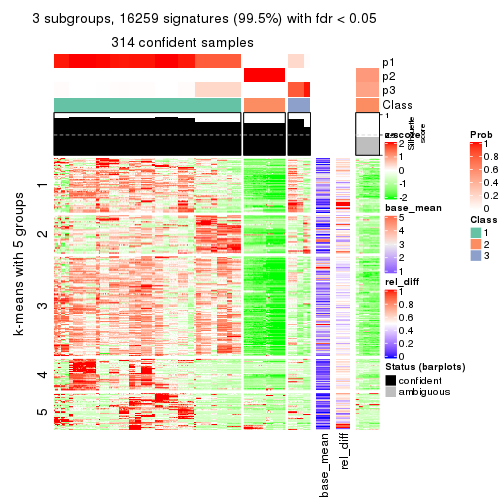 3 subgroups, 16259 signatures (99.5%) with fdr < 0.05
314 confident samples
p1
p2
p3
Class
1
Silhouette
score
z-score
2
1
0
-1
-2
Prob
1
0.8
0.6
0.4
0.2
0
Class
1
2
3
base_mean
5
4
3
2
1
rel_diff
1
0.8
0.6
0.4
0.2
0
Status (barplots)
confident
ambiguous
k-means with 5 groups
1
2
3
4
5
base_mean
rel_diff